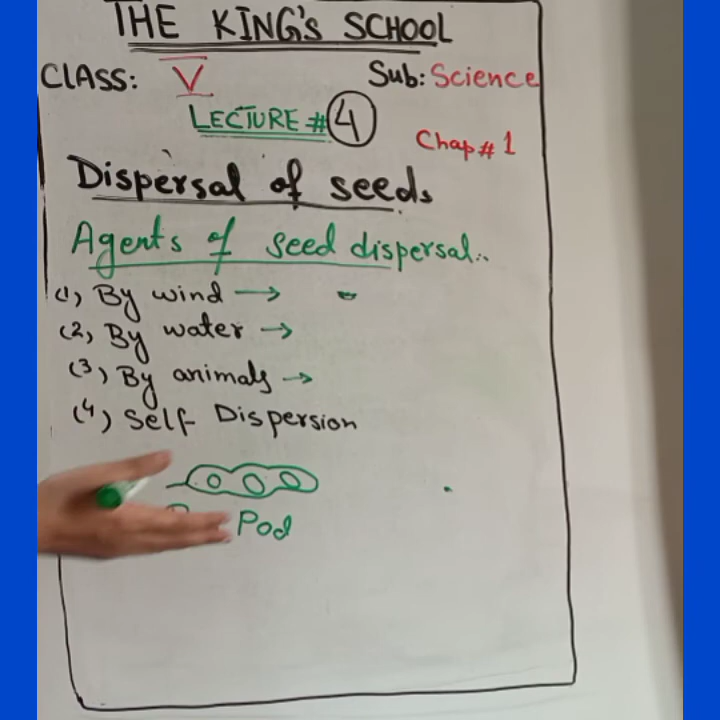 THE KING'S SCHOOL
CLASS: V Sub: Science
LECTURE # 4
Chap # 1
Dispersal of seeds
Agents of seed dispersal..
(1) By wind →
(2) By water →
(3) By animals →
(4) Self Dispersion
Pod